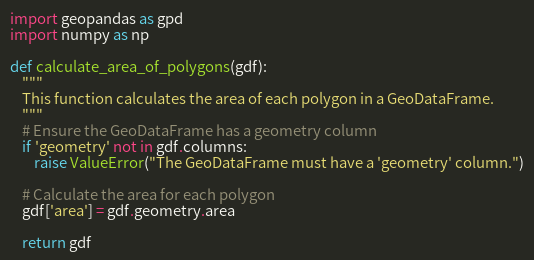 import geopandas as gpd
import numpy as np

def calculate_area_of_polygons(gdf):
    """
    This function calculates the area of each polygon in a GeoDataFrame.
    """
    # Ensure the GeoDataFrame has a geometry column
    if 'geometry' not in gdf.columns:
        raise ValueError("The GeoDataFrame must have a 'geometry' column.")

    # Calculate the area for each polygon
    gdf['area'] = gdf.geometry.area

    return gdf